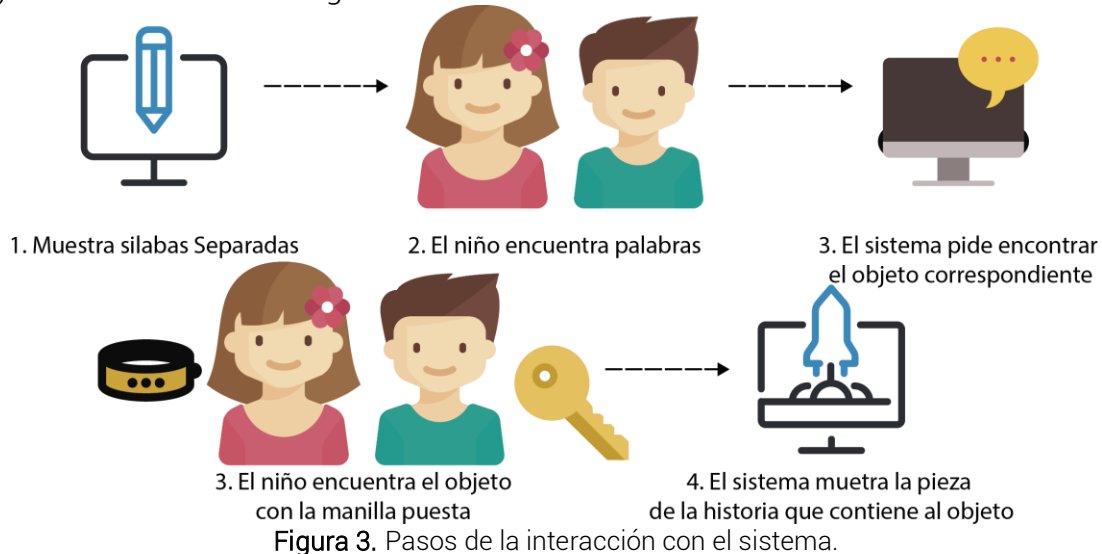 1. Muestra silabas Separadas
2. El niño encuentra palabras
3. El sistema pide encontrar
el objeto correspondiente
3. El niño encuentra el objeto
con la manilla puesta
4. El sistema muetra la pieza
de la historia que contiene al objeto
Figura 3. Pasos de la interacción con el sistema.